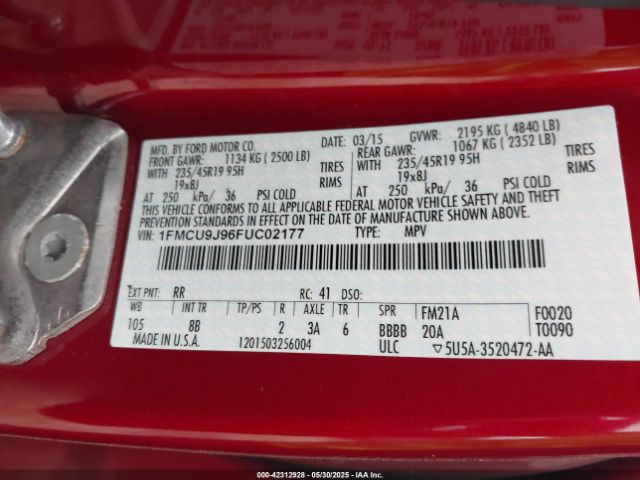 MFD. BY FORD MOTOR CO.
DATE: 03/15 GVWR: 2195 KG ( 4840 LB)
FRONT GAWR: 1134 KG ( 2500 LB) REAR GAWR: 1067 KG ( 2352 LB)
WITH 235/45R19 95H TIRES WITH 235/45R19 95H TIRES
19x8J RIMS 19x8J RIMS
AT 250 kPa/ 36 PSI COLD AT 250 kPa/ 36 PSI COLD
THIS VEHICLE CONFORMS TO ALL APPLICABLE FEDERAL MOTOR VEHICLE SAFETY AND THEFT
PREVENTION STANDARDS IN EFFECT ON THE DATE OF MANUFACTURE SHOWN ABOVE.
VIN: 1FMCU9J96FUC02177 TYPE: MPV
EXT PNT: RR RC: 41 DSO:
WB INT TR TP/PS R AXLE TR SPR FM21A F0020
105 8B 2 3A 6 BBBB 20A T0090
MADE IN U.S.A. 1201503256004 ULC ▽5U5A-3520472-AA
000-42312928 - 05/30/2025 - IAA Inc.